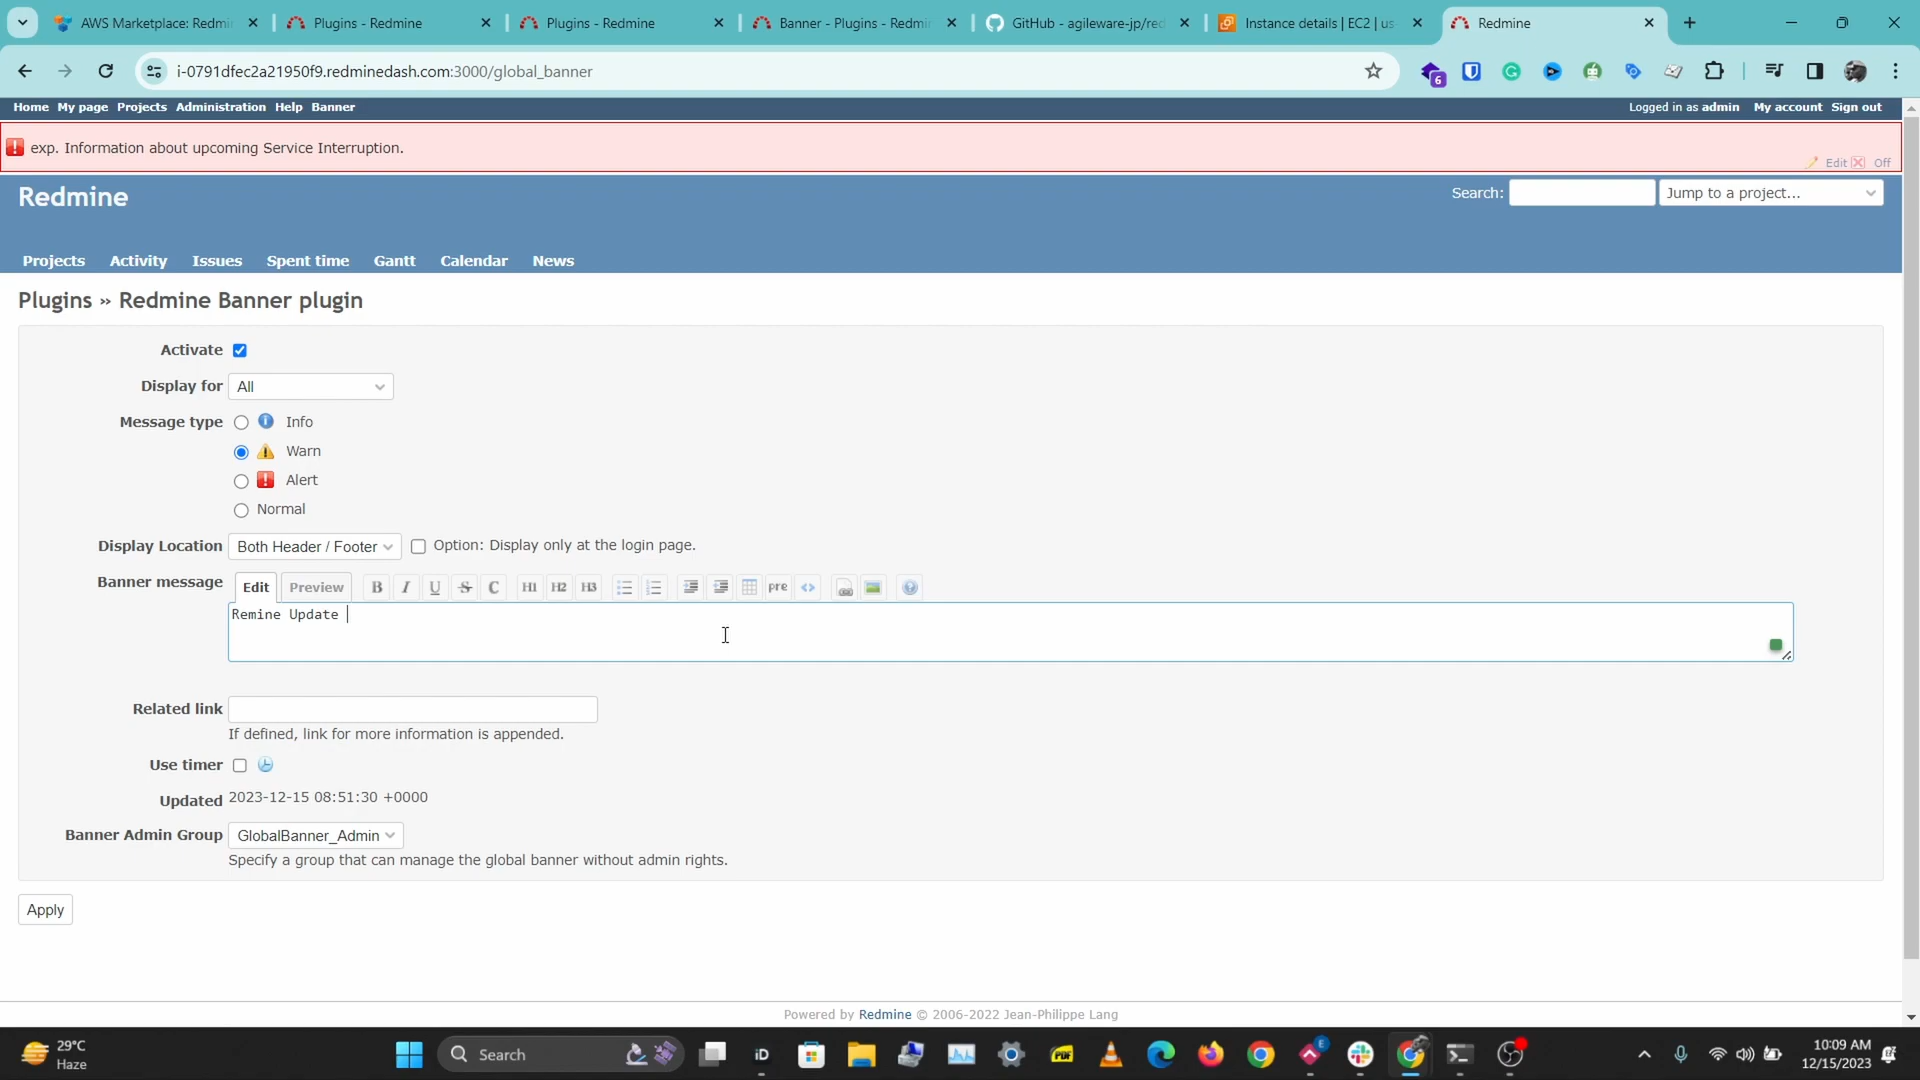 AWS Marketplace: Redmi
Plugins - Redmine
Plugins - Redmine
Banner - Plugins - Redmin
GitHub - agileware-jp/red
Instance details | EC2 | us-
Redmine
i-0791dfec2a21950f9.redminedash.com:3000/global_banner
6
Home My page Projects Administration Help Banner
Logged in as admin My account Sign out
exp. Information about upcoming Service Interruption.
Edit Off
Redmine
Search: Jump to a project...
Projects Activity Issues Spent time Gantt Calendar News
Plugins » Redmine Banner plugin
Activate
Display for All
Message type Info
Warn
Alert
Normal
Display Location Both Header / Footer Option: Display only at the login page.
Banner message Edit Preview B I U S C H1 H2 H3 pre <>
Remine Update
Related link
If defined, link for more information is appended.
Use timer
Updated 2023-12-15 08:51:30 +0000
Banner Admin Group GlobalBanner_Admin
Specify a group that can manage the global banner without admin rights.
Apply
Powered by Redmine © 2006-2022 Jean-Philippe Lang
29°C
Haze
Search
iD
PDF
E
10:09 AM
12/15/2023